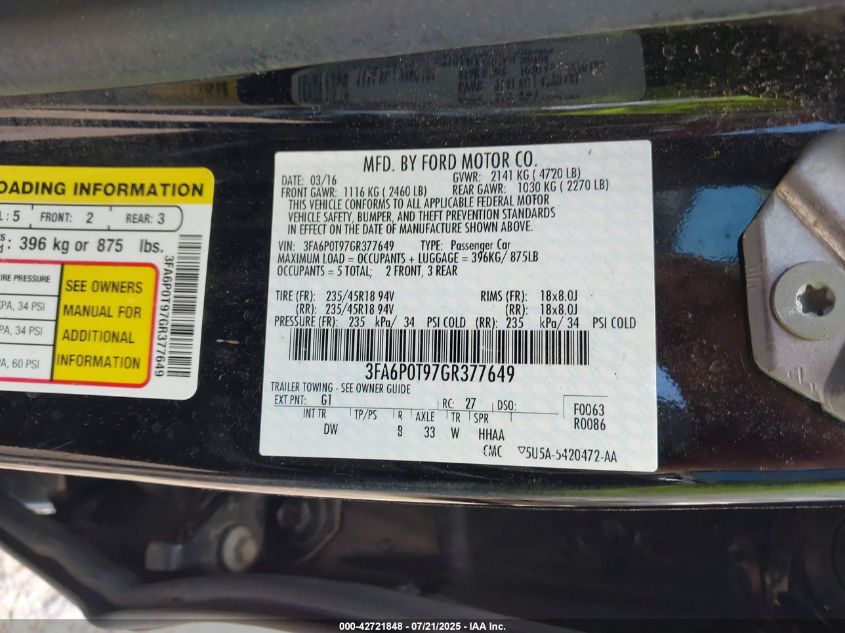 MFD. BY FORD MOTOR CO.
DATE: 03/16 GVWR: 2141 KG ( 4720 LB)
FRONT GAWR: 1116 KG ( 2460 LB) REAR GAWR: 1030 KG ( 2270 LB)
THIS VEHICLE CONFORMS TO ALL APPLICABLE FEDERAL MOTOR
VEHICLE SAFETY, BUMPER, AND THEFT PREVENTION STANDARDS
IN EFFECT ON THE DATE OF MANUFACTURE SHOWN ABOVE.
VIN: 3FA6P0T97GR377649 TYPE: Passenger Car
MAXIMUM LOAD = OCCUPANTS + LUGGAGE = 396KG/ 875LB
OCCUPANTS = 5 TOTAL; 2 FRONT, 3 REAR
TIRE (FR): 235/45R18 94V RIMS (FR): 18x8.0J
(RR): 235/45R18 94V (RR): 18x8.0J
PRESSURE (FR): 235 kPa/ 34 PSI COLD (RR): 235 kPa/ 34 PSI COLD
3FA6P0T97GR377649
TRAILER TOWING - SEE OWNER GUIDE
EXT PNT: G1 RC: 27 DSO: F0063
R0086
INT TR TP/PS R AXLE TR SPR
DW 33 W HHAA
CMC 5U5A-5420472-AA
LOADING INFORMATION
: 5 FRONT: 2 REAR: 3
: 396 kg or 875 lbs.
TIRE PRESSURE
PA, 34 PSI
PA, 34 PSI
PA, 60 PSI
SEE OWNERS
MANUAL FOR
ADDITIONAL
INFORMATION
3FA6P0T97GR377649
000-42721848 - 07/21/2025 - IAA Inc.